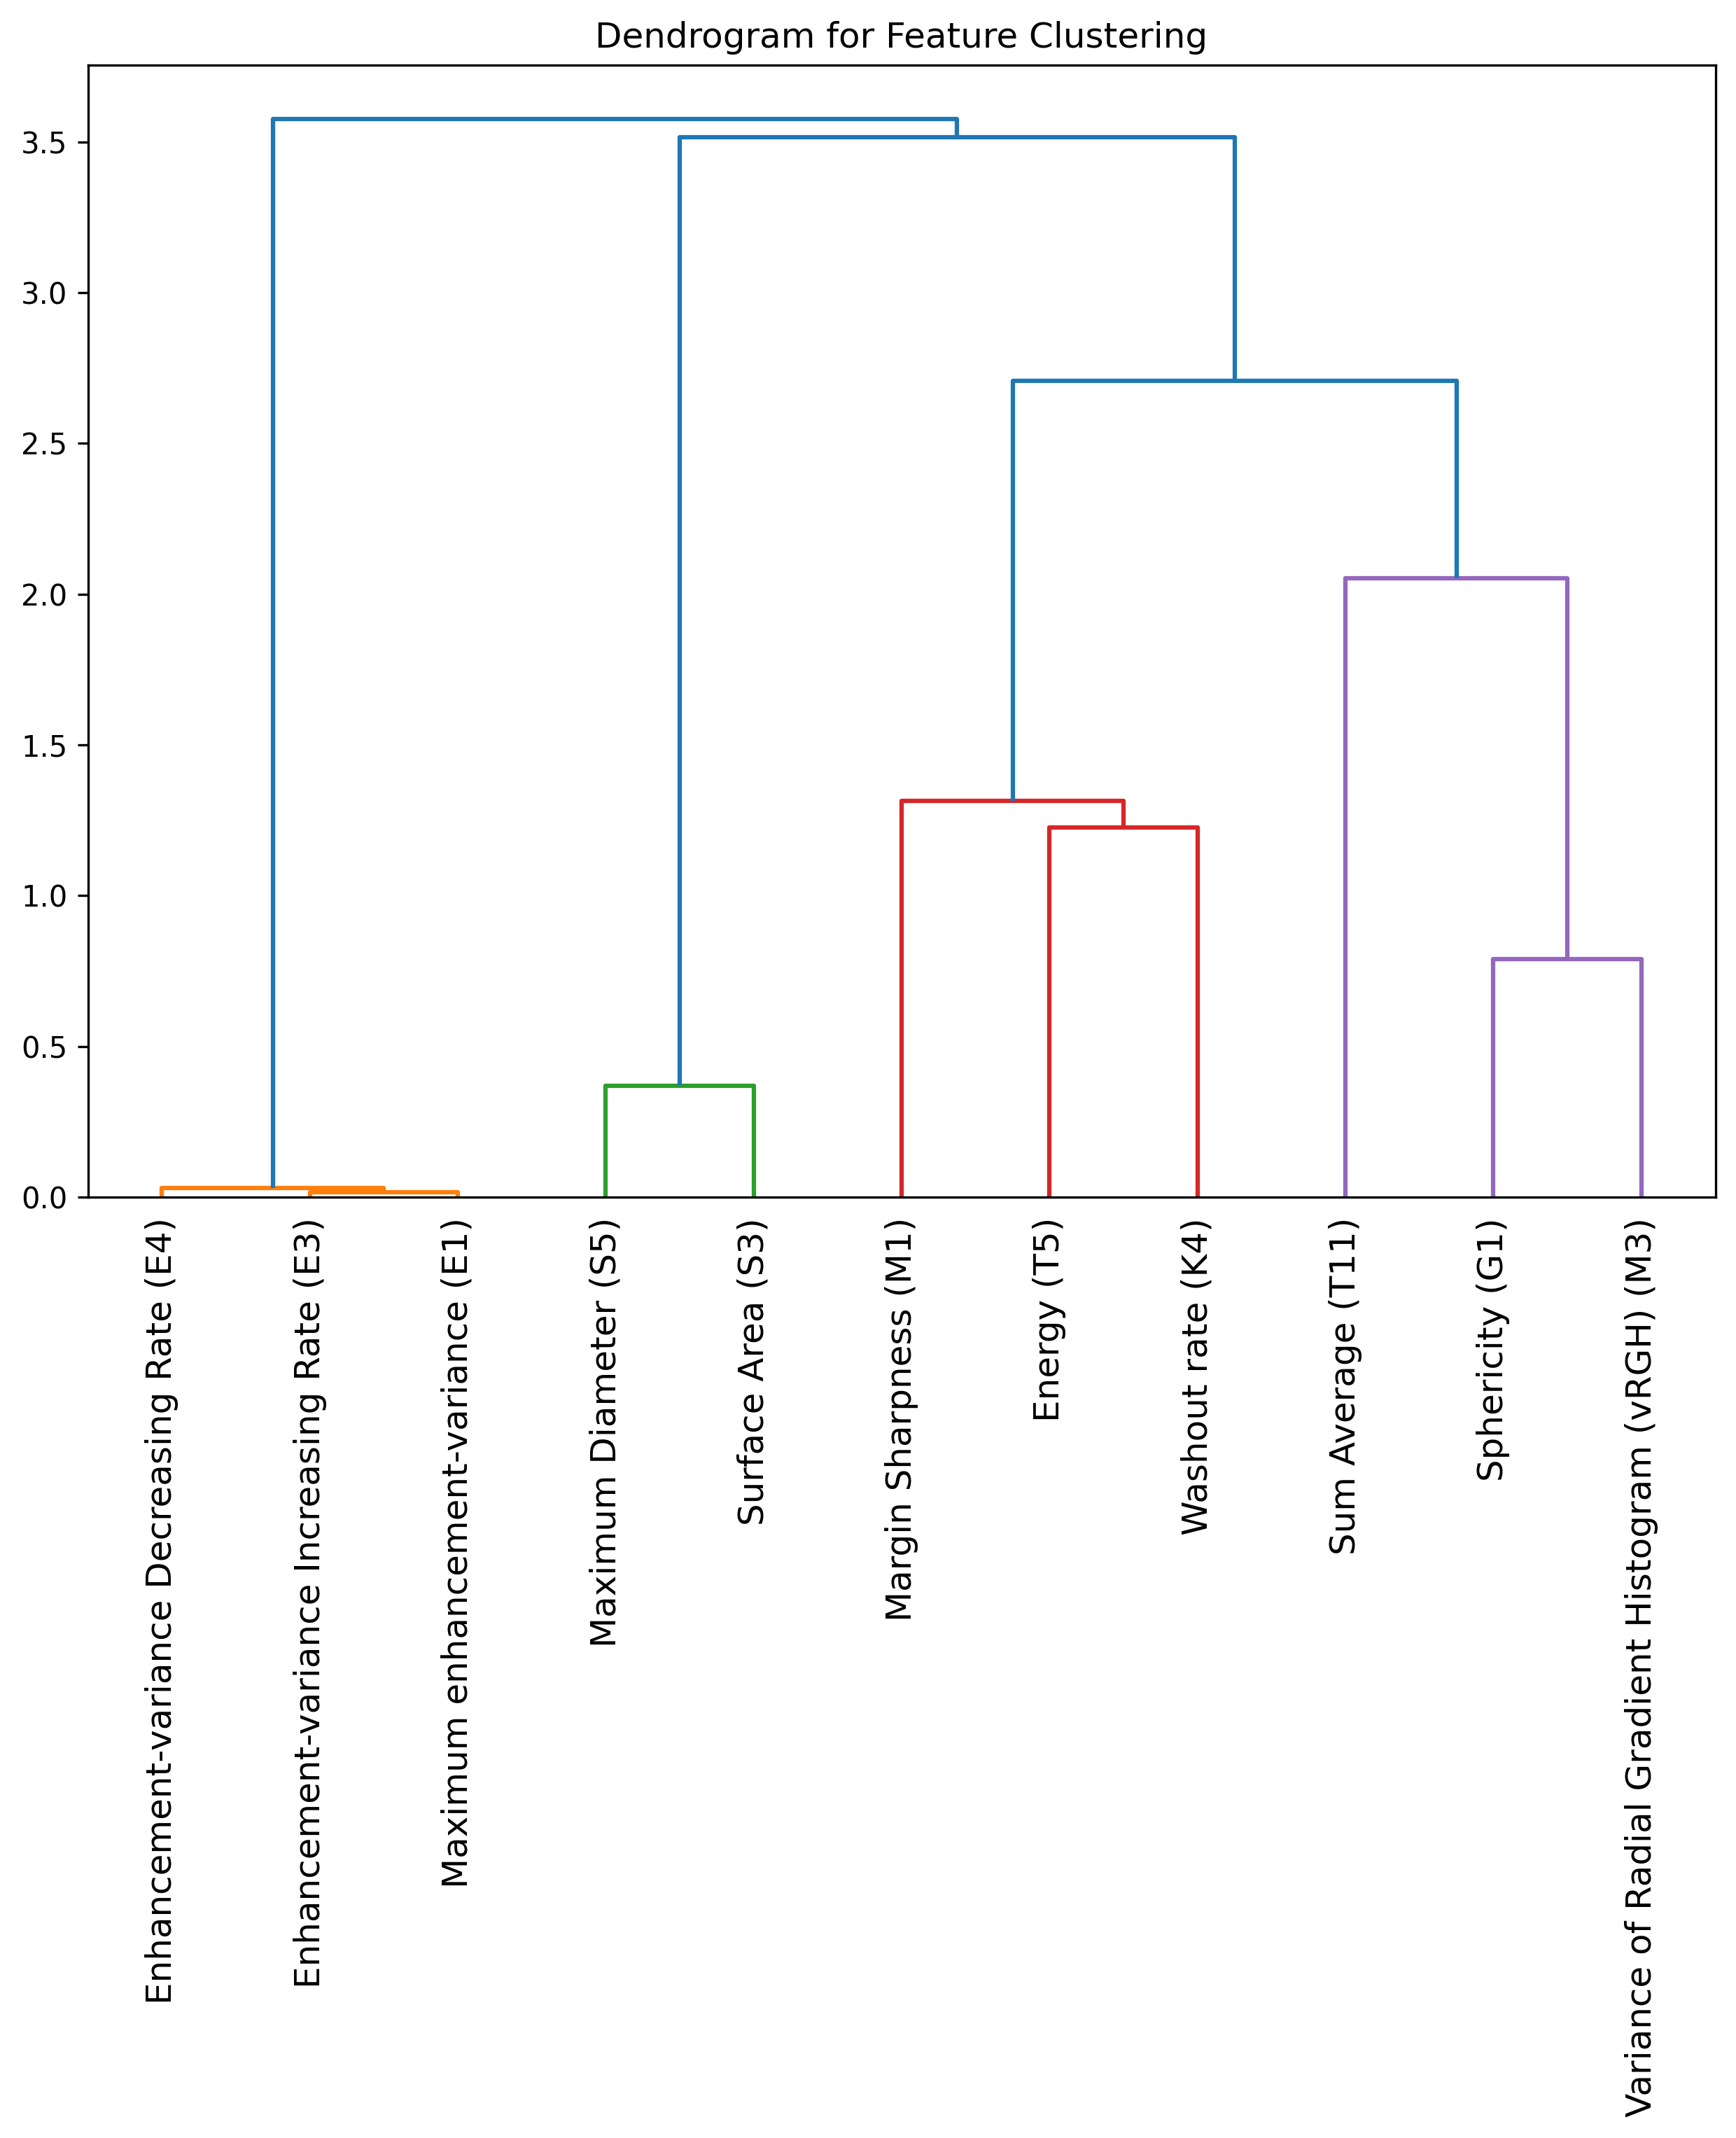 Dendrogram for Feature Clustering
3.5
3.0
2.5
2.0
1.5
1.0
0.5
0.0
Enhancement-variance Decreasing Rate (E4)
Enhancement-variance Increasing Rate (E3)
Maximum enhancement-variance (E1)
Maximum Diameter (S5)
Surface Area (S3)
Margin Sharpness (M1)
Energy (T5)
Washout rate (K4)
Sum Average (T11)
Sphericity (G1)
Variance of Radial Gradient Histogram (vRGH) (M3)